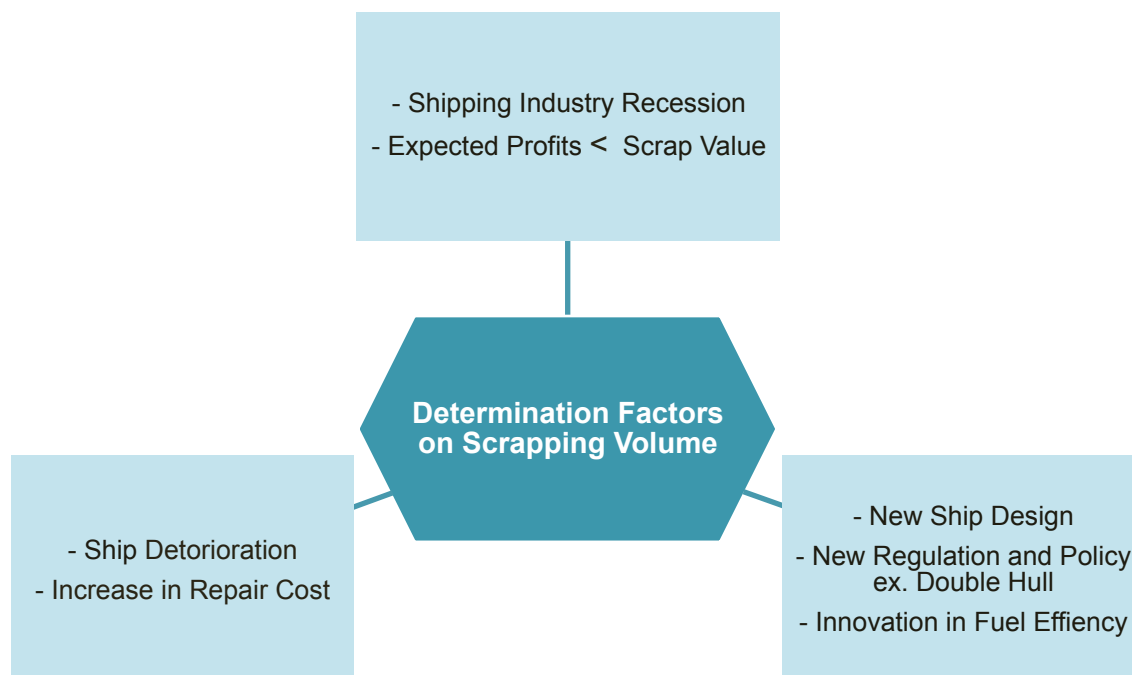 - Shipping Industry Recession
- Expected Profits < Scrap Value
Determination Factors
on Scrapping Volume
- Ship Detorioration
- Increase in Repair Cost
- New Ship Design
- New Regulation and Policy
ex. Double Hull
- Innovation in Fuel Effiency